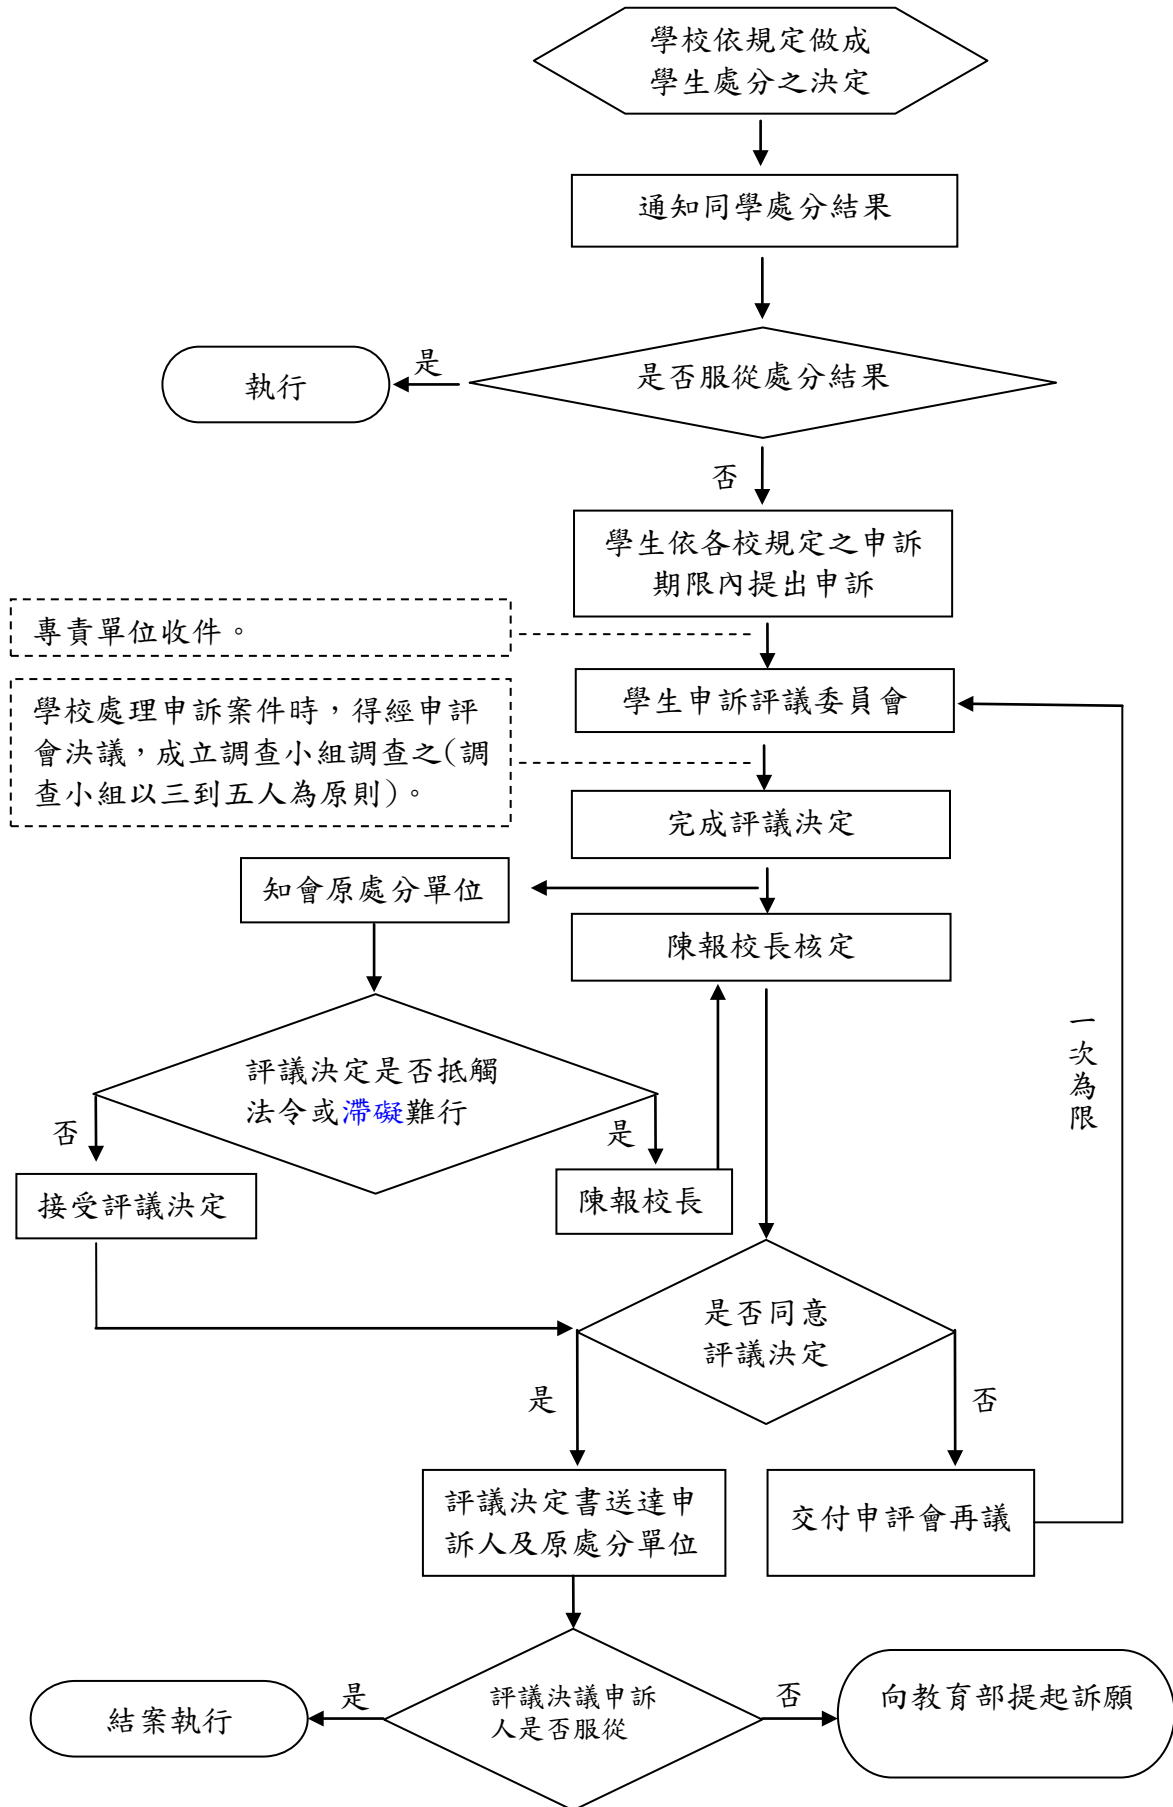 學校依規定做成
學生處分之決定
通知同學處分結果
是否服從處分結果
是
執行
否
學生依各校規定之申訴
期限內提出申訴
專責單位收件。
學生申訴評議委員會
學校處理申訴案件時，得經申評
會決議，成立調查小組調查之(調
查小組以三到五人為原則)。
完成評議決定
知會原處分單位
陳報校長核定
一次為限
評議決定是否抵觸
法令或滯礙難行
否
是
接受評議決定
陳報校長
是否同意
評議決定
是
否
評議決定書送達申
訴人及原處分單位
交付申評會再議
評議決議申訴
人是否服從
是
結案執行
否
向教育部提起訴願